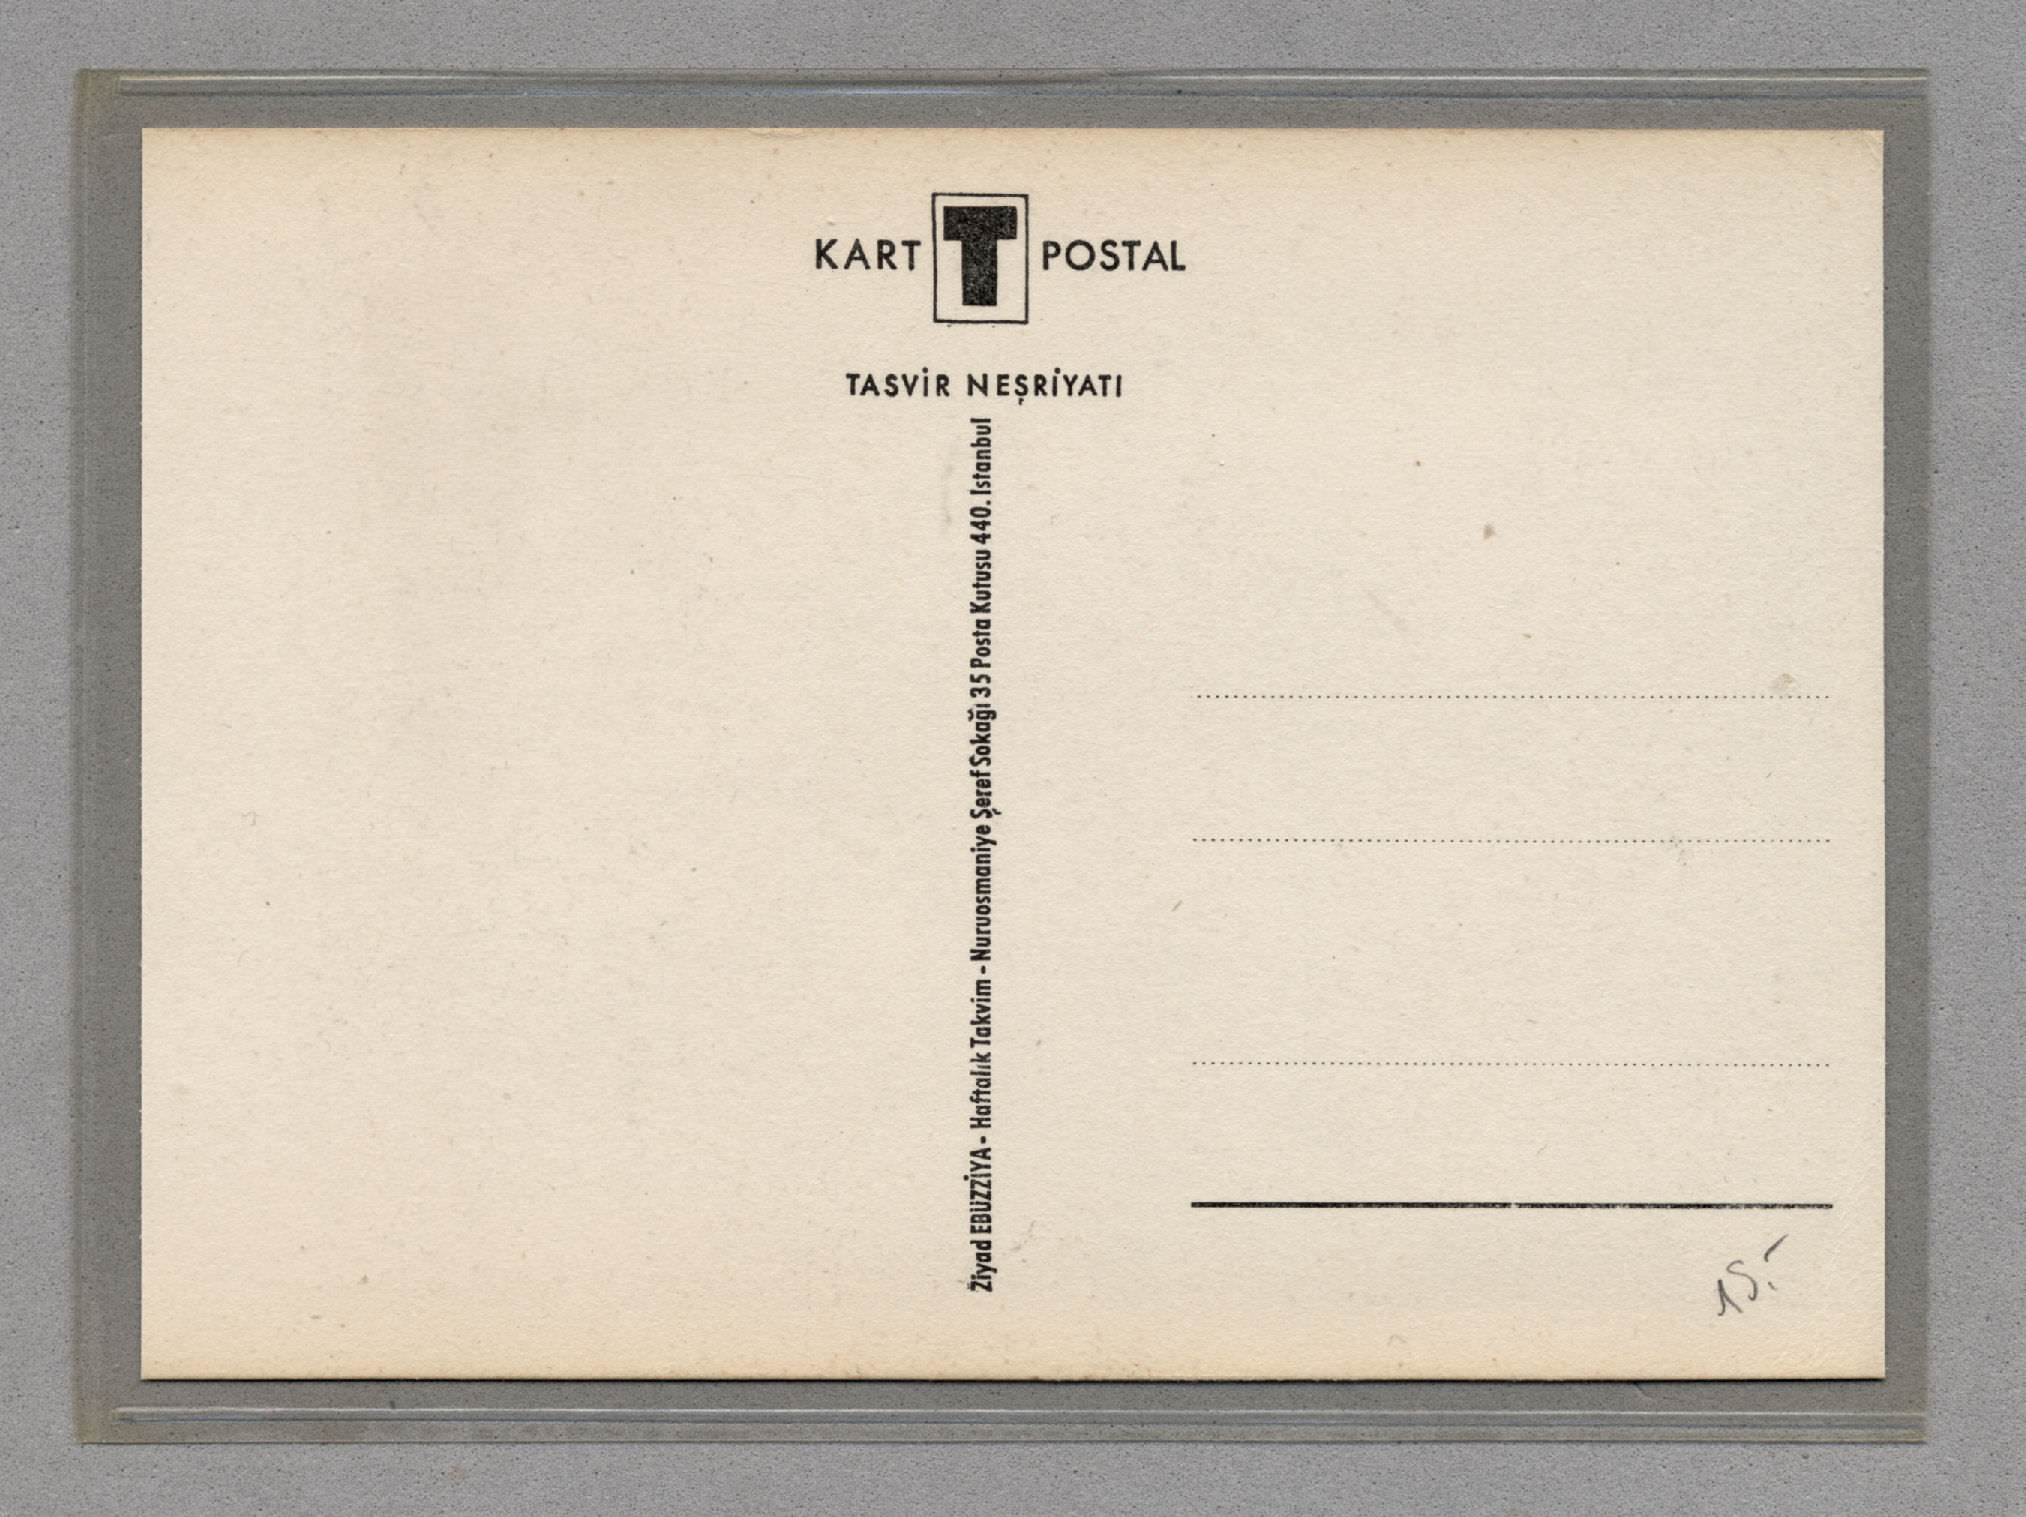 KART T POSTAL
TASVİR NEŞRİYATI
Ziyad EBÜZZİYA - Haftalık Takvim - Nuruosmaniye Şeref Sokağı 35 Posta Kutusu 440. İstanbul
15.-